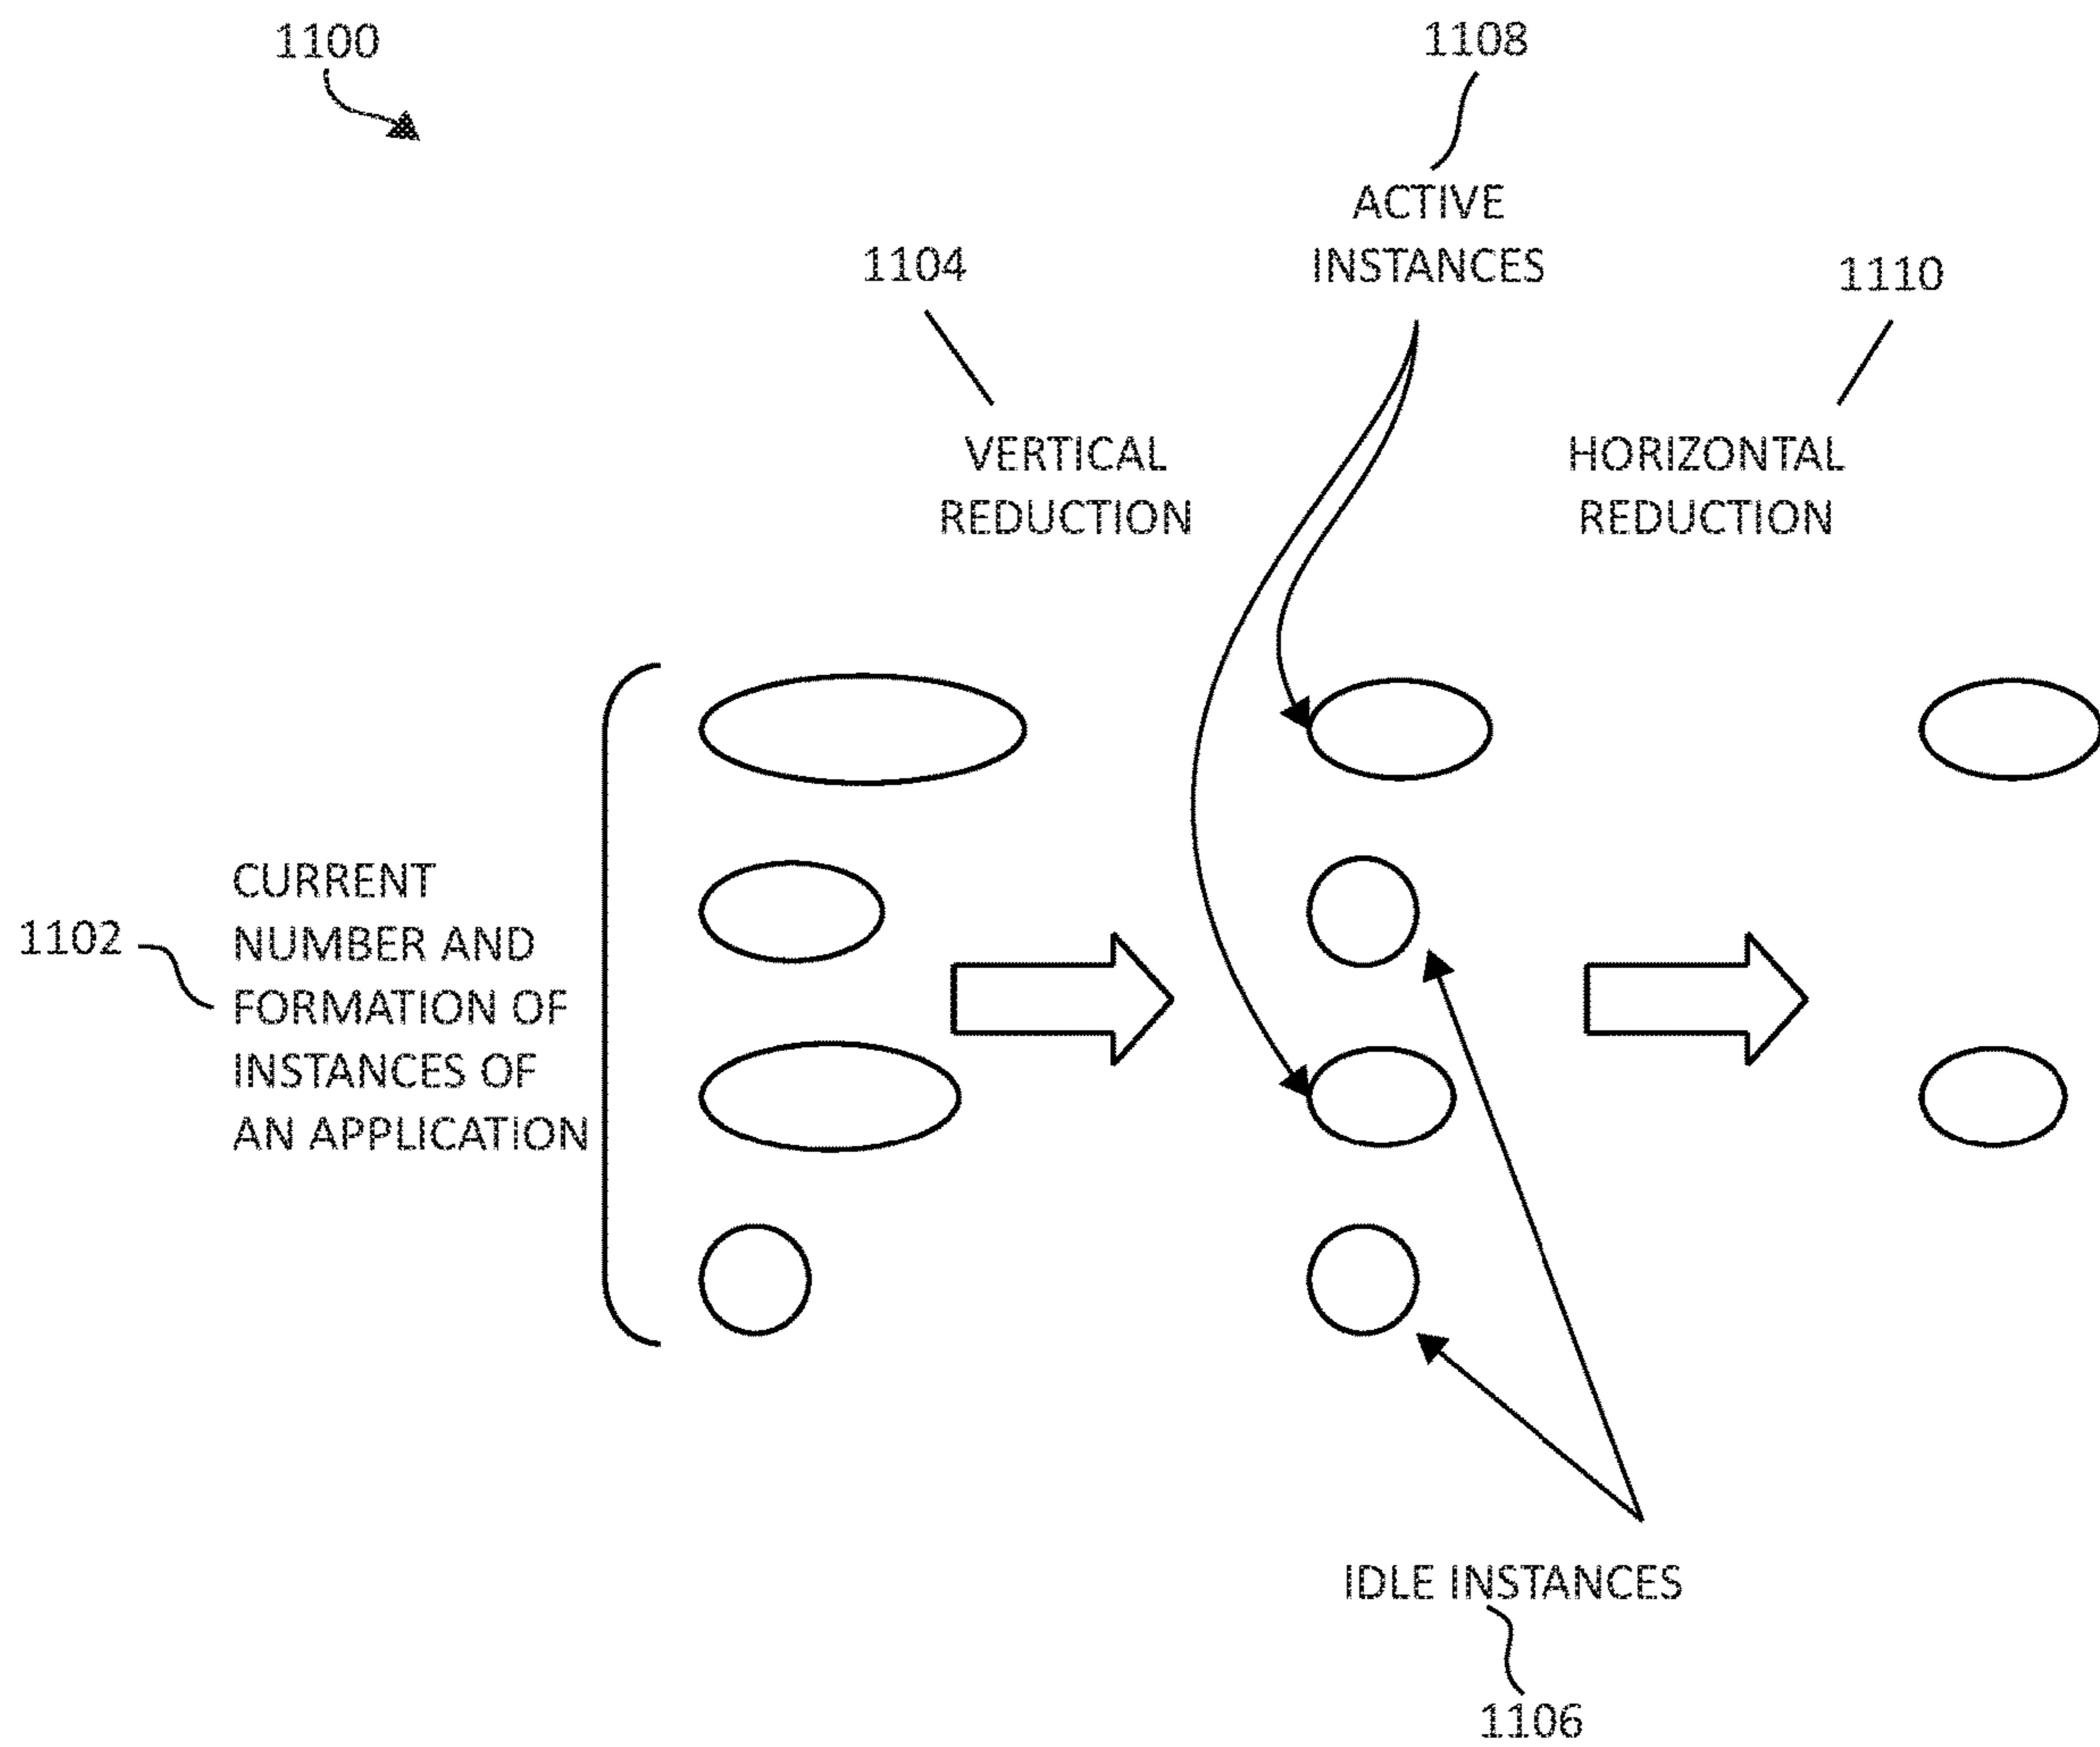 1100
1108
ACTIVE
INSTANCES
1104
1110
VERTICAL
REDUCTION
HORIZONTAL
REDUCTION
1102
CURRENT
NUMBER AND
FORMATION OF
INSTANCES OF
AN APPLICATION
IDLE INSTANCES
1106